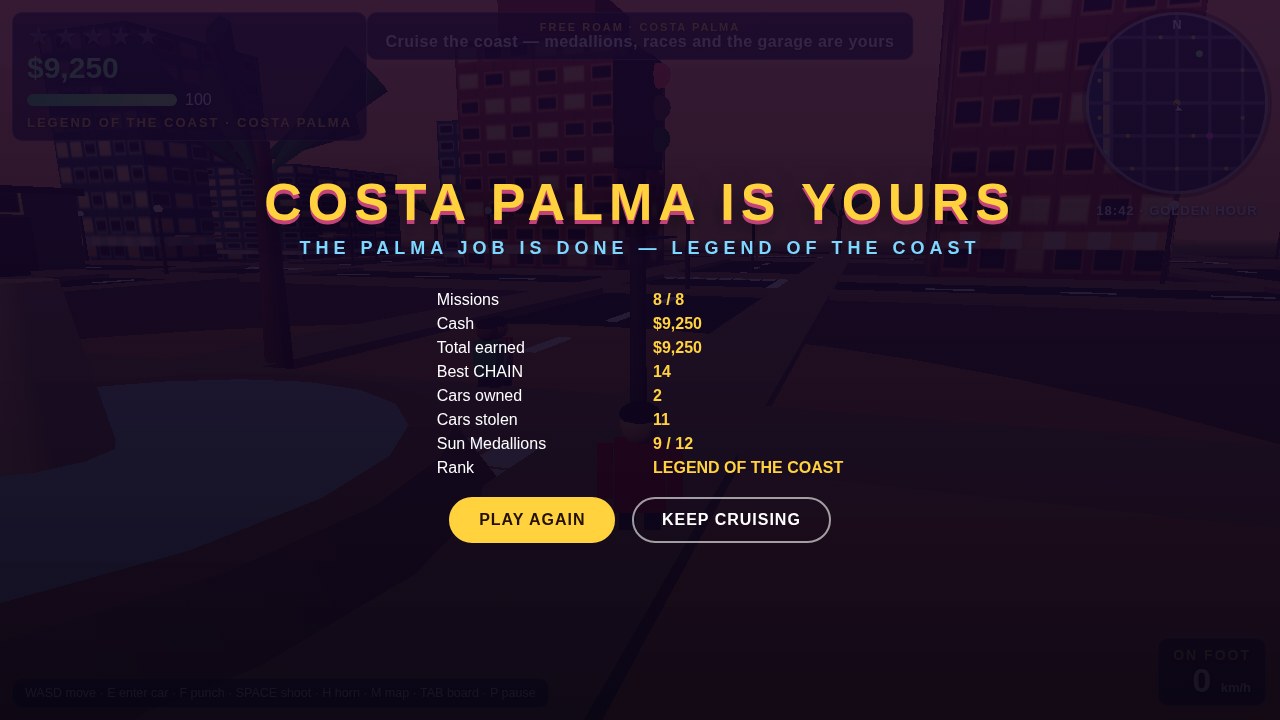 FREE ROAM · COSTA PALMA
Cruise the coast — medallions, races and the garage are yours
$9,250
100
LEGEND OF THE COAST · COSTA PALMA
N
18:42 · GOLDEN HOUR
COSTA PALMA IS YOURS
THE PALMA JOB IS DONE — LEGEND OF THE COAST
Missions 8 / 8
Cash $9,250
Total earned $9,250
Best CHAIN 14
Cars owned 2
Cars stolen 11
Sun Medallions 9 / 12
Rank LEGEND OF THE COAST
PLAY AGAIN KEEP CRUISING
ON FOOT
0 km/h
WASD move · E enter car · F punch · SPACE shoot · H horn · M map · TAB board · P pause